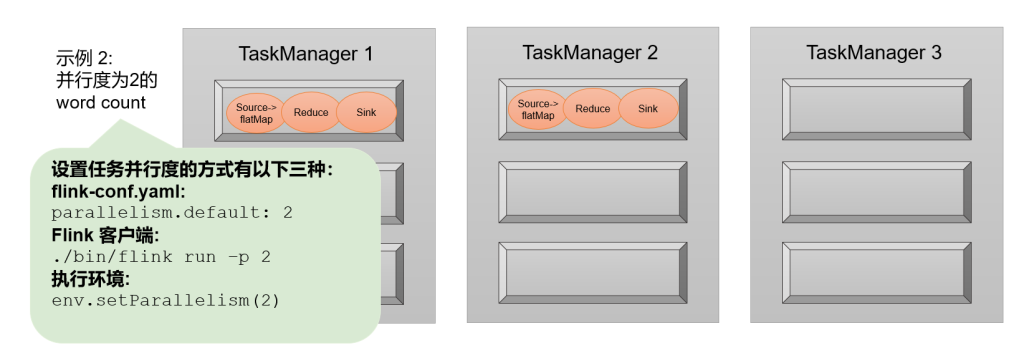 示例 2:
并行度为2的
word count
TaskManager 1
Source->
flatMap
Reduce
Sink
TaskManager 2
Source->
flatMap
Reduce
Sink
TaskManager 3
设置任务并行度的方式有以下三种：
flink-conf.yaml:
parallelism.default: 2
Flink 客户端:
./bin/flink run –p 2
执行环境:
env.setParallelism(2)